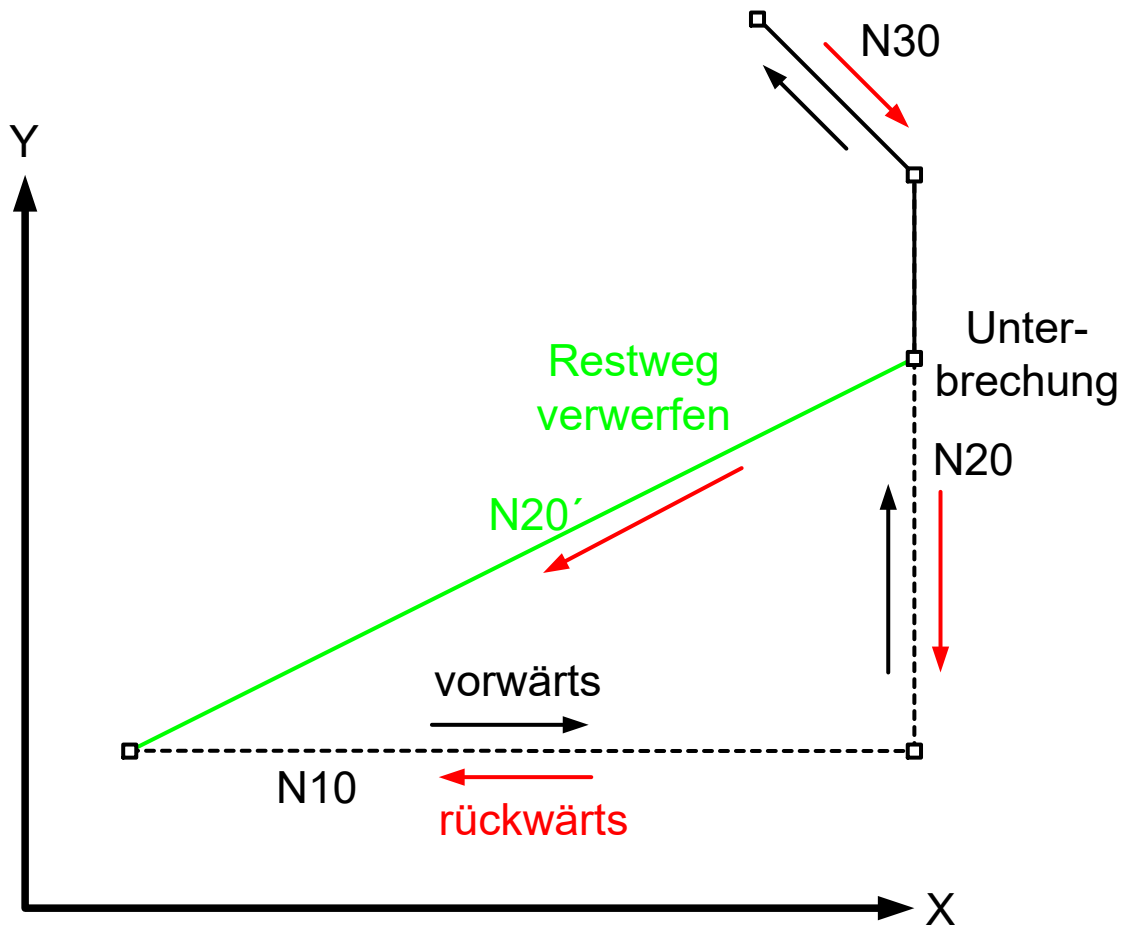 N30
Y
Unter-
brechung
Restweg
verwerfen
N20
N20´
vorwärts
N10
rückwärts
X